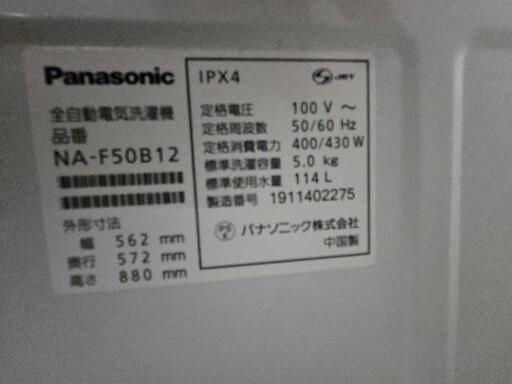 Panasonic
全自動電気洗濯機
品番
NA-F50B12
外形寸法
幅 562 mm
奥行 572 mm
高さ 880 mm
IPX4
JET
定格電圧 100 V ～
定格周波数 50/60 Hz
定格消費電力 400/430 W
標準洗濯容量 5.0 kg
標準使用水量 114 L
製造番号 1911402275
PS E パナソニック株式会社
中国製